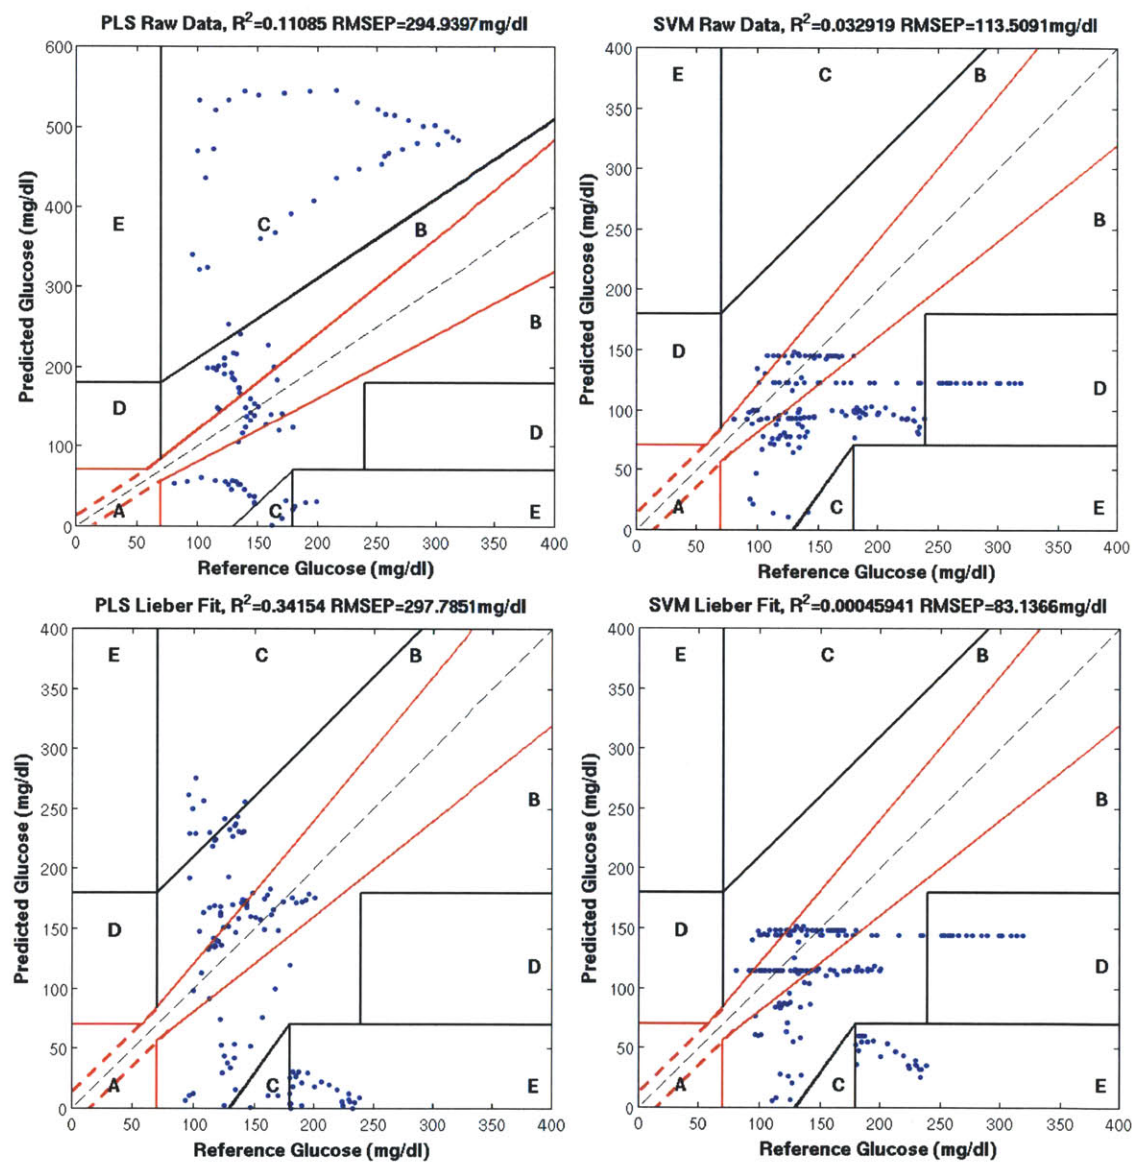 PLS Raw Data, R²=0.11085 RMSEP=294.9397mg/dl
600
500
400
300
200
100
0
Predicted Glucose (mg/dl)
E
C
B
B
D
D
A
C
E
0 50 100 150 200 250 300 350 400
Reference Glucose (mg/dl)
SVM Raw Data, R²=0.032919 RMSEP=113.5091mg/dl
400
350
300
250
200
150
100
50
0
Predicted Glucose (mg/dl)
E
C
B
B
D
D
A
C
E
0 50 100 150 200 250 300 350 400
Reference Glucose (mg/dl)
PLS Lieber Fit, R²=0.34154 RMSEP=297.7851mg/dl
400
350
300
250
200
150
100
50
0
Predicted Glucose (mg/dl)
E
C
B
B
D
D
A
C
E
0 50 100 150 200 250 300 350 400
Reference Glucose (mg/dl)
SVM Lieber Fit, R²=0.00045941 RMSEP=83.1366mg/dl
400
350
300
250
200
150
100
50
0
Predicted Glucose (mg/dl)
E
C
B
B
D
D
A
C
E
0 50 100 150 200 250 300 350 400
Reference Glucose (mg/dl)